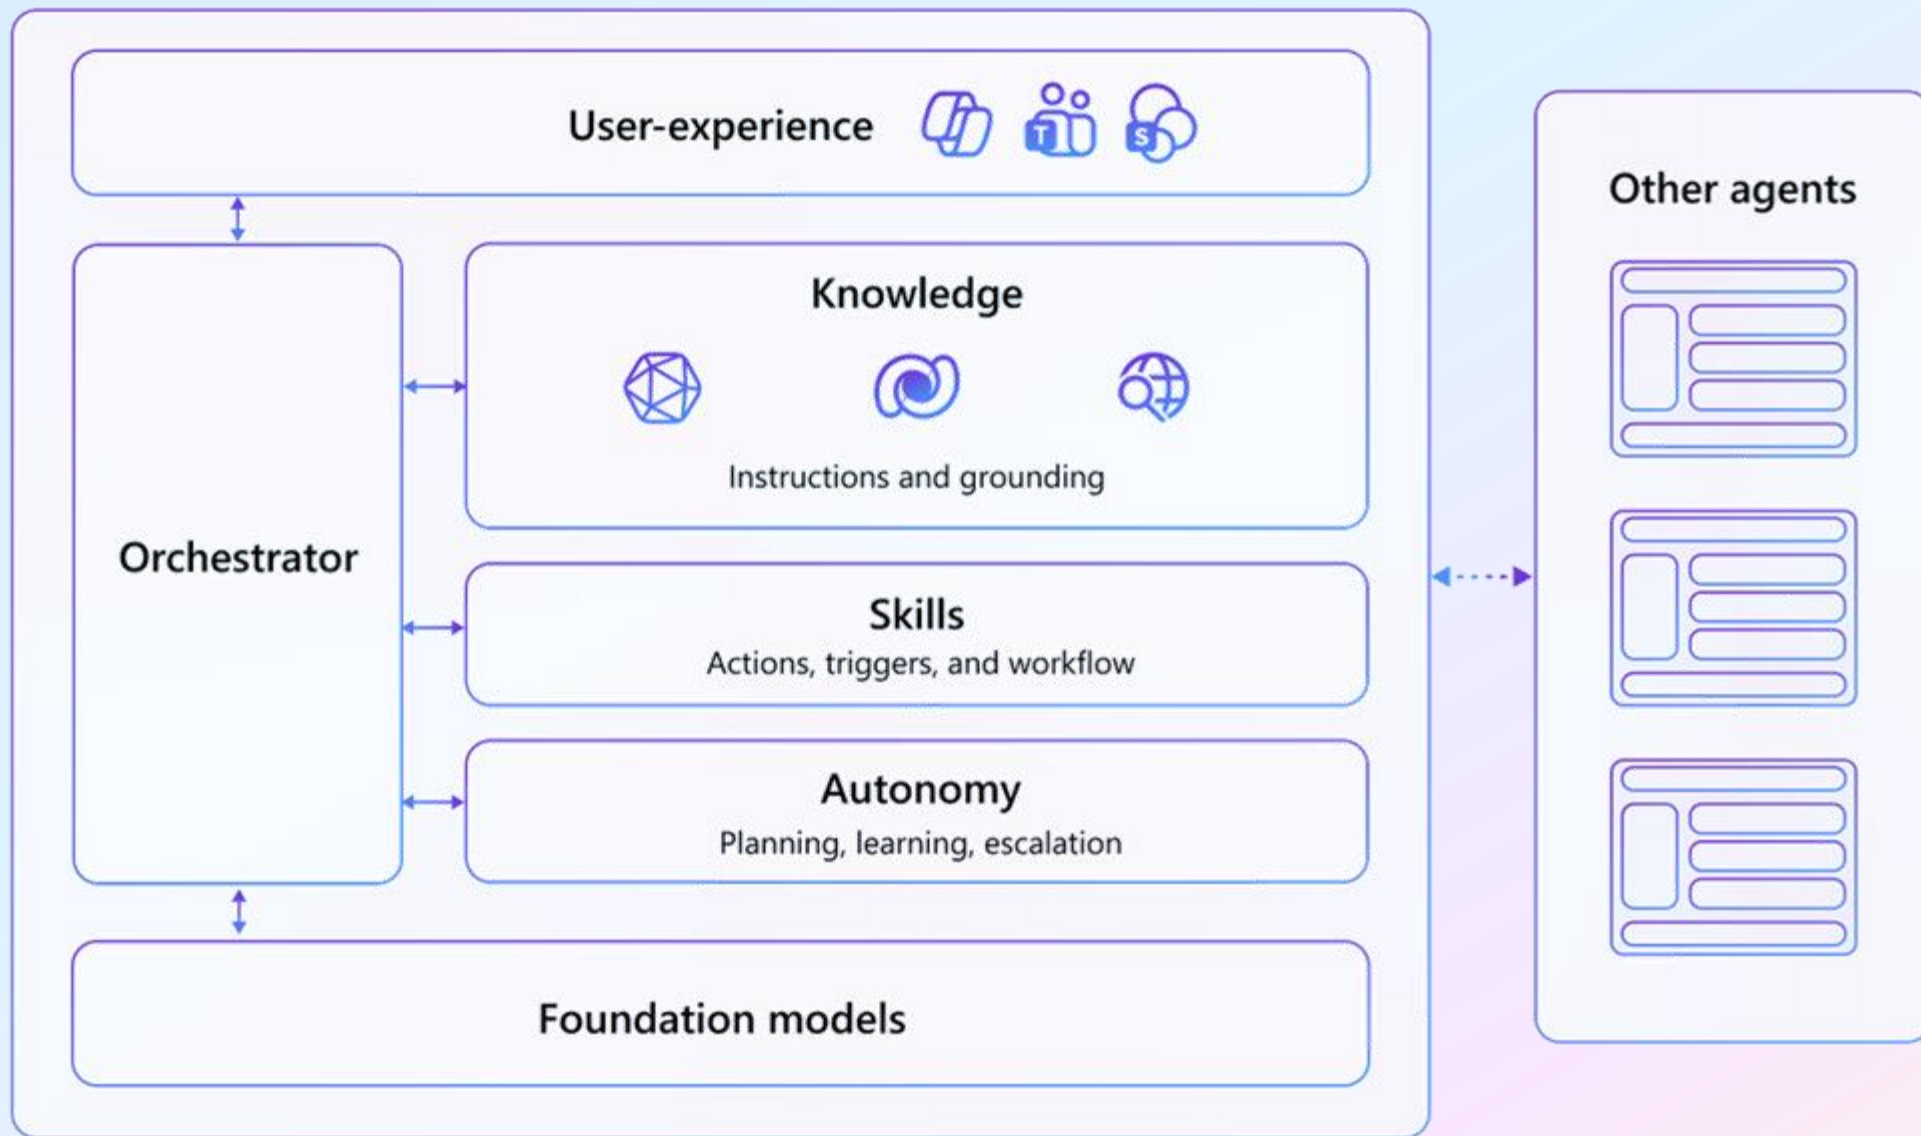 User-experience
T
S
Other agents
Knowledge
Instructions and grounding
Orchestrator
Skills
Actions, triggers, and workflow
Autonomy
Planning, learning, escalation
Foundation models